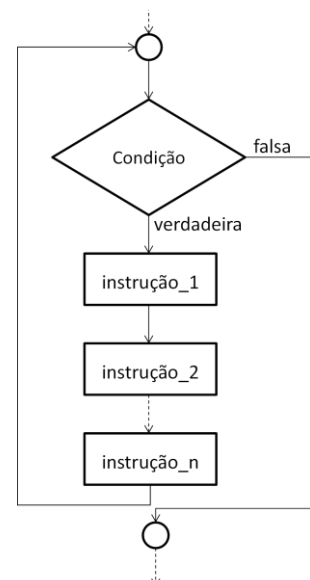 Condição
falsa
verdadeira
instrução_1
instrução_2
instrução_n